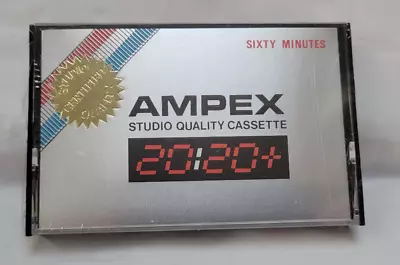 SIXTY MINUTES
AMPEX
STUDIO QUALITY CASSETTE
20:20+